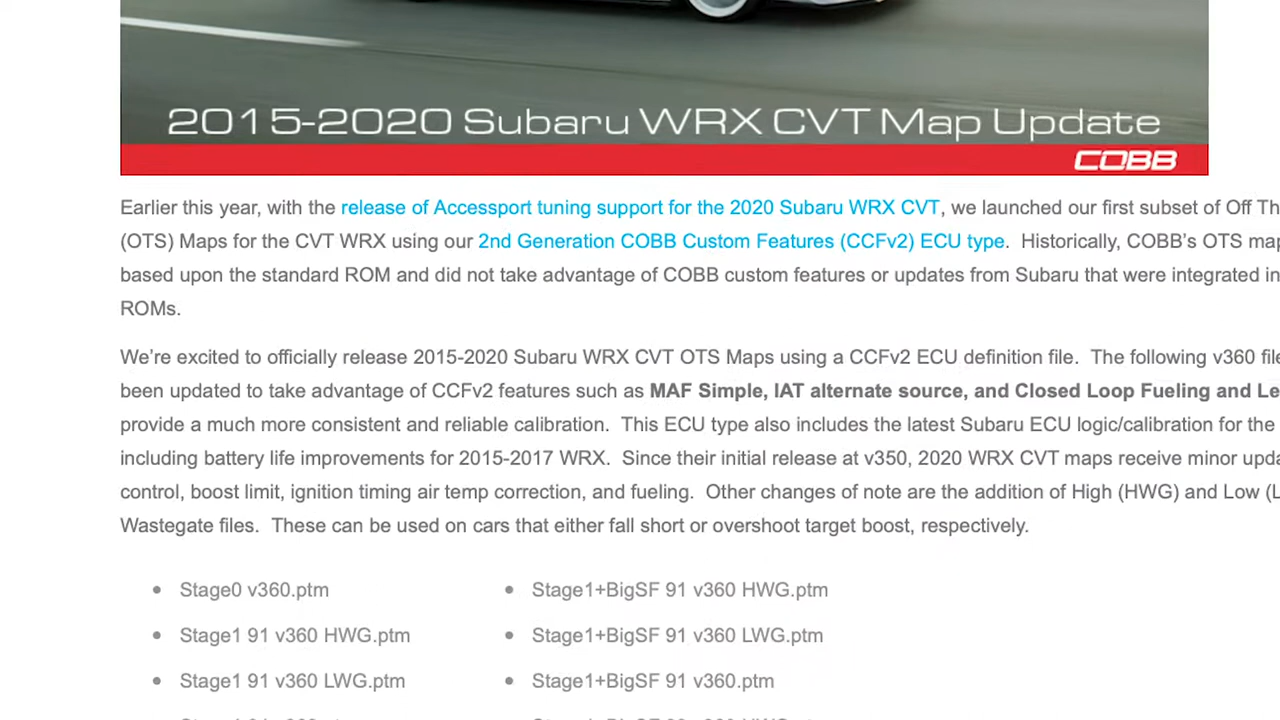 2015-2020 Subaru WRX CVT Map Update
COBB
Earlier this year, with the release of Accessport tuning support for the 2020 Subaru WRX CVT, we launched our first subset of Off
(OTS) Maps for the CVT WRX using our 2nd Generation COBB Custom Features (CCFv2) ECU type. Historically, COBB's OTS
based upon the standard ROM and did not take advantage of COBB custom features or updates from Subaru that were integrated
ROMs.
We're excited to officially release 2015-2020 Subaru WRX CVT OTS Maps using a CCFv2 ECU definition file. The following v360
been updated to take advantage of CCFv2 features such as MAF Simple, IAT alternate source, and Closed Loop Fueling and
provide a much more consistent and reliable calibration. This ECU type also includes the latest Subaru ECU logic/calibration for the
including battery life improvements for 2015-2017 WRX. Since their initial release at v350, 2020 WRX CVT maps receive minor
control, boost limit, ignition timing air temp correction, and fueling. Other changes of note are the addition of High (HWG) and Low
Wastegate files. These can be used on cars that either fall short or overshoot target boost, respectively.
Stage0 v360.ptm
Stage1 91 v360 HWG.ptm
Stage1 91 v360 LWG.ptm
Stage1+BigSF 91 v360 HWG.ptm
Stage1+BigSF 91 v360 LWG.ptm
Stage1+BigSF 91 v360.ptm